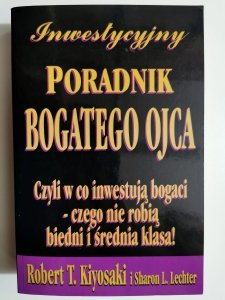 Inwestycyjny
PORADNIK
BOGATEGO OJCA
Czyli w co inwestują bogaci
- czego nie robią
biedni i średnia klasa!
Robert T. Kiyosaki i Sharon L. Lechter